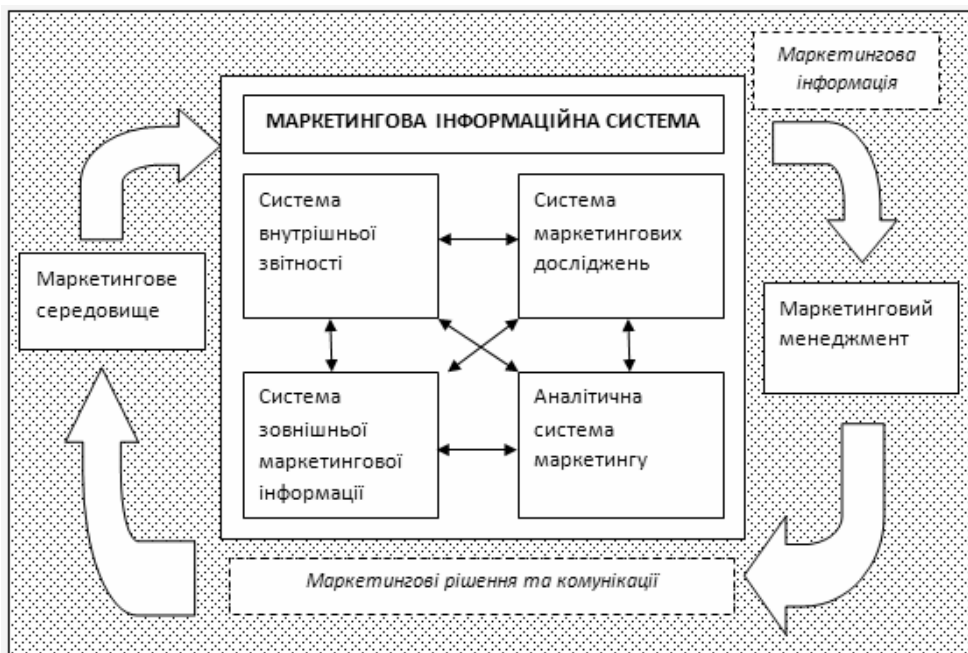 Маркетингова
інформація
МАРКЕТИНГОВА ІНФОРМАЦІЙНА СИСТЕМА
Система
внутрішньої
звітності
Система
маркетингових
досліджень
Маркетингове
середовище
Маркетинговий
менеджмент
Система
зовнішньої
маркетингової
інформації
Аналітична
система
маркетингу
Маркетингові рішення та комунікації